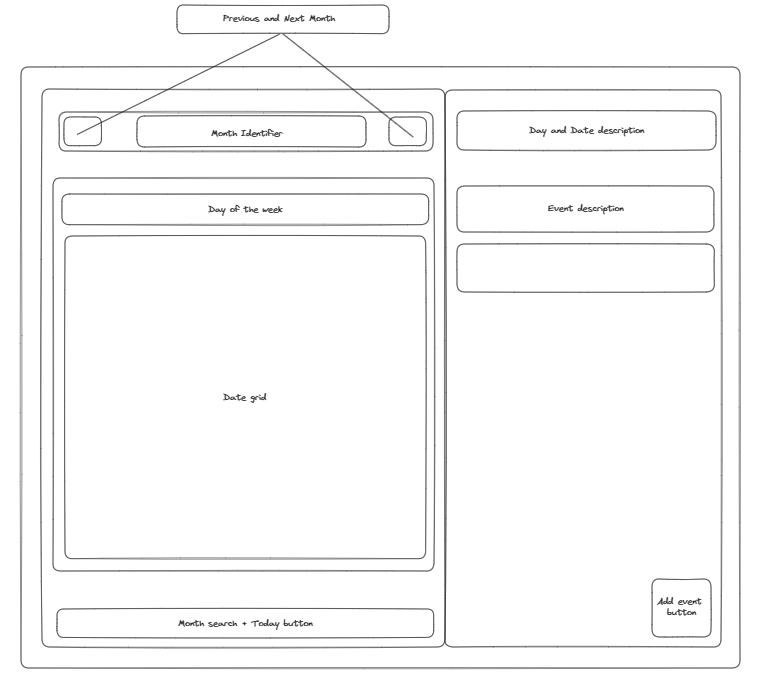 Previous and Next Month
Month Identifier
Day and Date description
Day of the week
Event description
Date grid
Month search + Today button
Add event
button